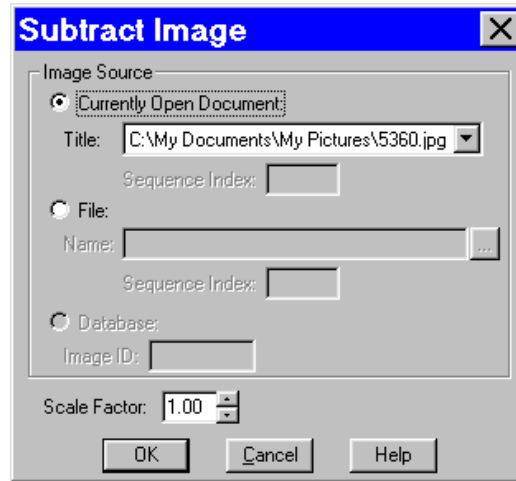 Subtract Image
Image Source
Currently Open Document:
Title: C:\My Documents\My Pictures\5360.jpg
Sequence Index:
File:
Name: ...
Sequence Index:
Database:
Image ID:
Scale Factor: 1.00
OK Cancel Help